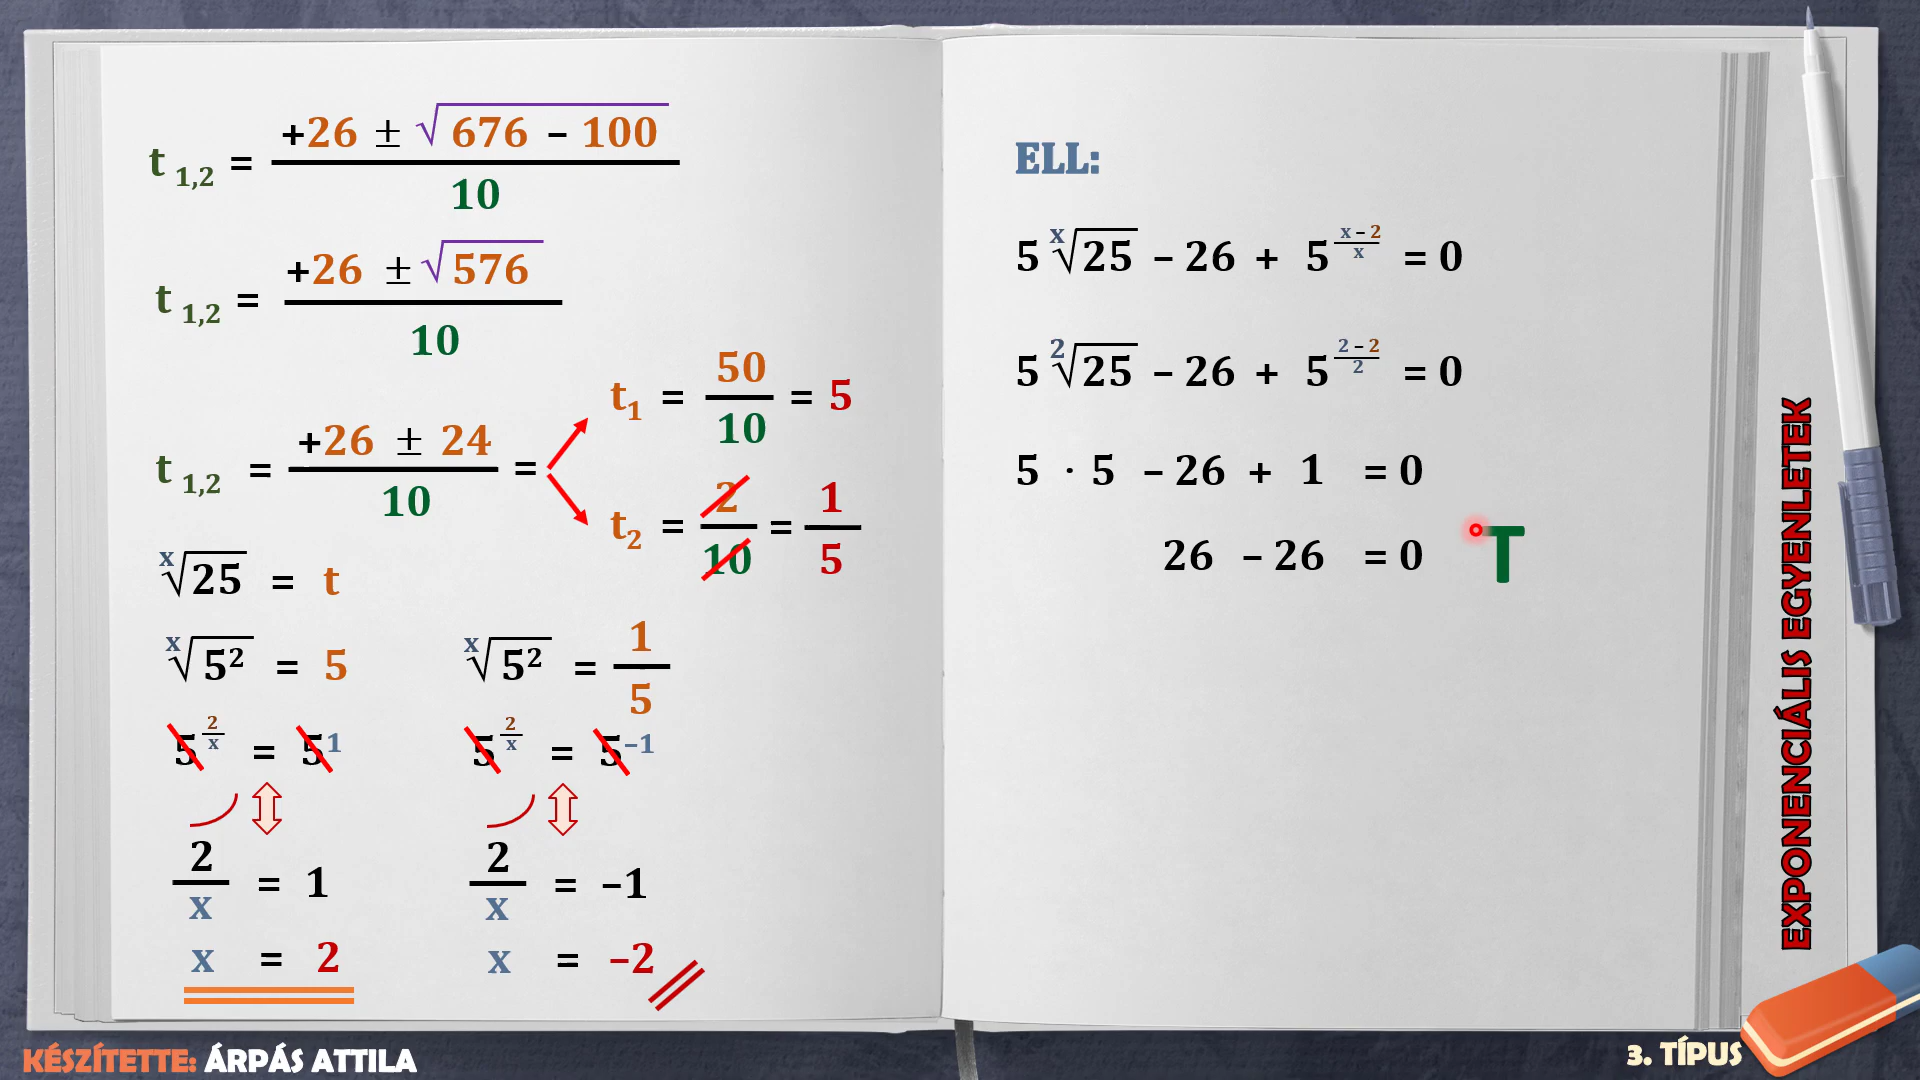 t 1,2 = (+26 ± √(676 – 100)) / 10
t 1,2 = (+26 ± √576) / 10
t 1,2 = (+26 ± 24) / 10 =
t₁ = 50/10 = 5
t₂ = 2/10 = 1/5
ˣ√25 = t
ˣ√5² = 5
5^(2/x) = 5¹
2/x = 1
x = 2
ˣ√5² = 1/5
5^(2/x) = 5⁻¹
2/x = –1
x = –2
ELL:
5 ˣ√25 – 26 + 5^((x – 2)/x) = 0
5 ²√25 – 26 + 5^((2 – 2)/2) = 0
5 · 5 – 26 + 1 = 0
26 – 26 = 0 T
EXPONENCIÁLIS EGYENLETEK
KÉSZÍTETTE: ÁRPÁS ATTILA
3. TÍPUS